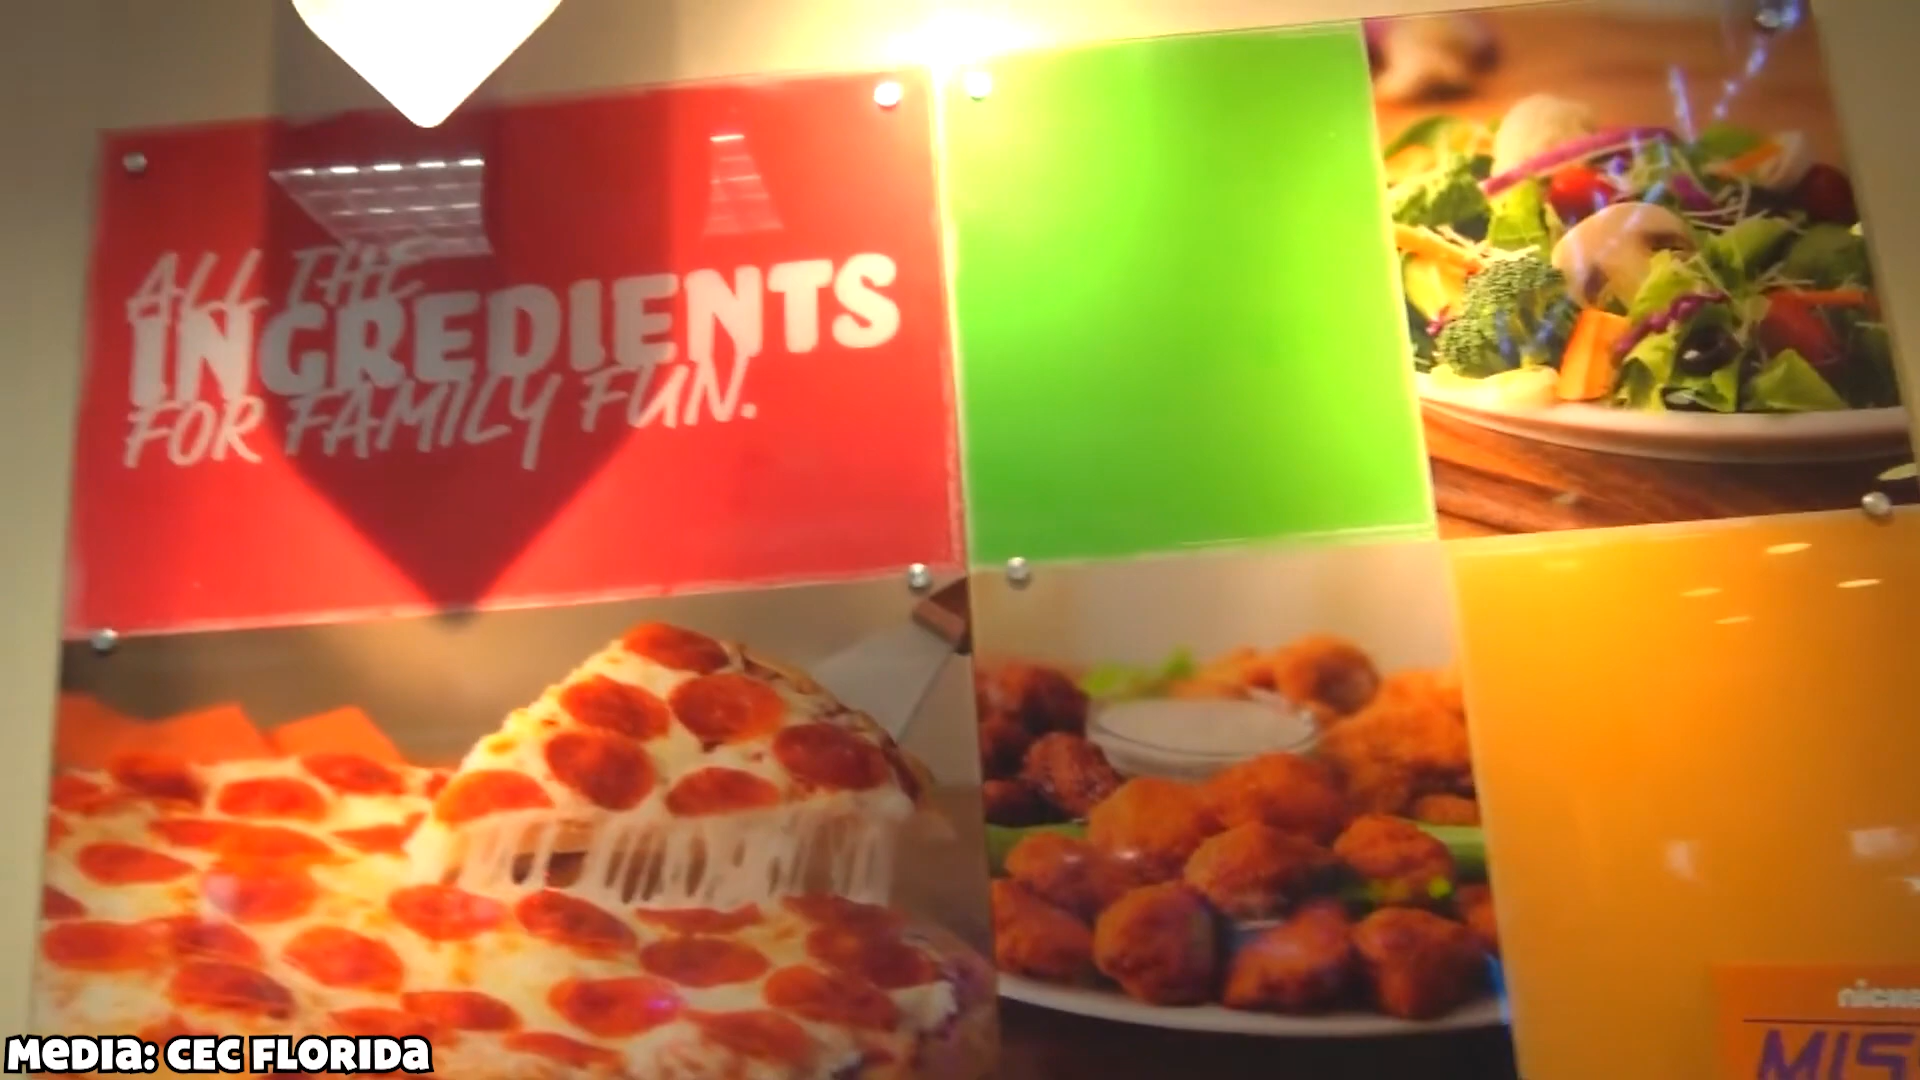 ALL THE
INGREDIENTS
FOR FAMILY FUN.
MeDia: CEC FLORiDa